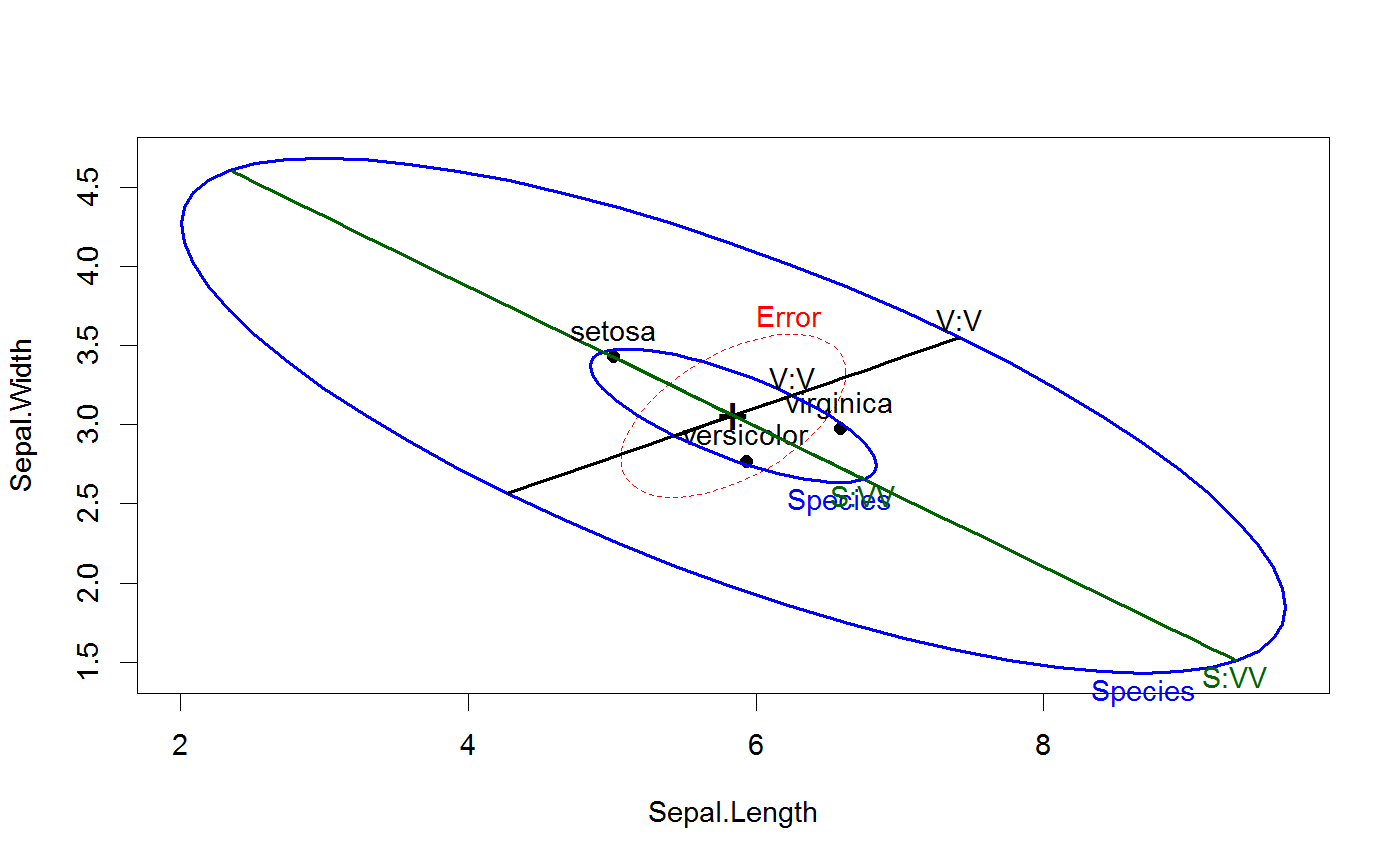 4.5
4.0
3.5
3.0
2.5
2.0
1.5
Sepal.Width
Error
V:V
setosa
V:V
virginica
versicolor
Species
S:VV
S:VV
Species
2
4
6
8
Sepal.Length